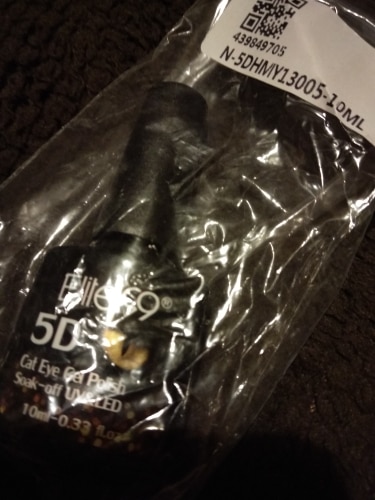 439849705
N-5DHMY13005-10ML
Elite99®
5D
Cat Eye Gel Polish
Soak-off UV&LED
10ml-0.33 fl.oz